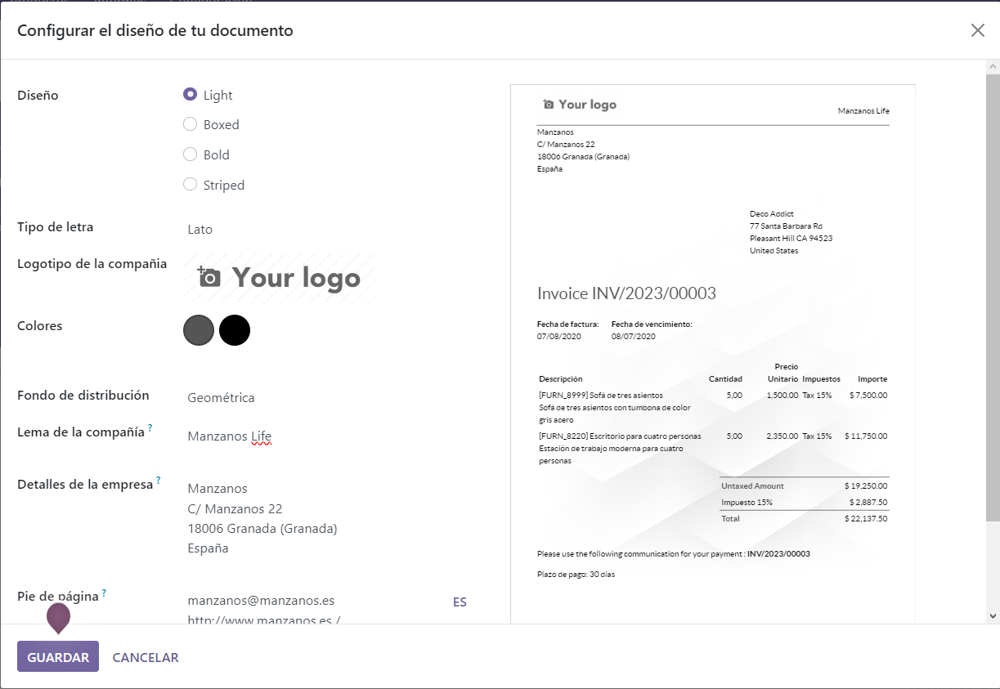 Configurar el diseño de tu documento
Diseño
Light
Boxed
Bold
Striped
Tipo de letra
Lato
Logotipo de la compañia
Your logo
Colores
Fondo de distribución
Geométrica
Lema de la compañía ?
Manzanos Life
Detalles de la empresa ?
Manzanos
C/ Manzanos 22
18006 Granada (Granada)
España
Pie de página ?
manzanos@manzanos.es
ES
http://www.manzanos.es /
GUARDAR
CANCELAR
Your logo
Manzanos Life
Manzanos
C/ Manzanos 22
18006 Granada (Granada)
España
Deco Addict
77 Santa Barbara Rd
Pleasant Hill CA 94523
United States
Invoice INV/2023/00003
Fecha de factura: Fecha de vencimiento:
07/08/2020 08/07/2020
Precio
Descripción Cantidad Unitario Impuestos Importe
[FURN_8999] Sofá de tres asientos 5,00 1,500.00 Tax 15% $ 7,500.00
Sofá de tres asientos con tumbona de color
gris acero
[FURN_8220] Escritorio para cuatro personas 5,00 2,350.00 Tax 15% $ 11,750.00
Estación de trabajo moderna para cuatro
personas
Untaxed Amount $ 19,250.00
Impuesto 15% $ 2,887.50
Total $ 22,137.50
Please use the following communication for your payment : INV/2023/00003
Plazo de pago: 30 días